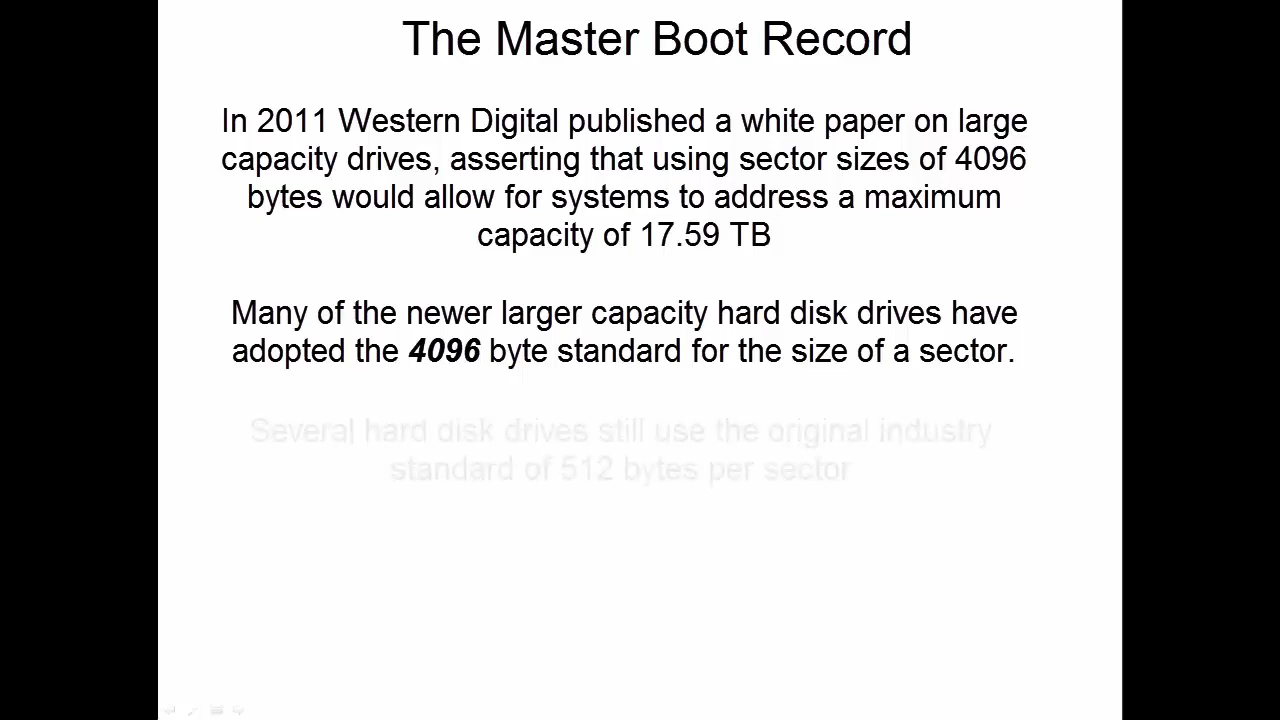 The Master Boot Record
In 2011 Western Digital published a white paper on large
capacity drives, asserting that using sector sizes of 4096
bytes would allow for systems to address a maximum
capacity of 17.59 TB
Many of the newer larger capacity hard disk drives have
adopted the 4096 byte standard for the size of a sector.
Several hard disk drives still use the original industry
standard of 512 bytes per sector